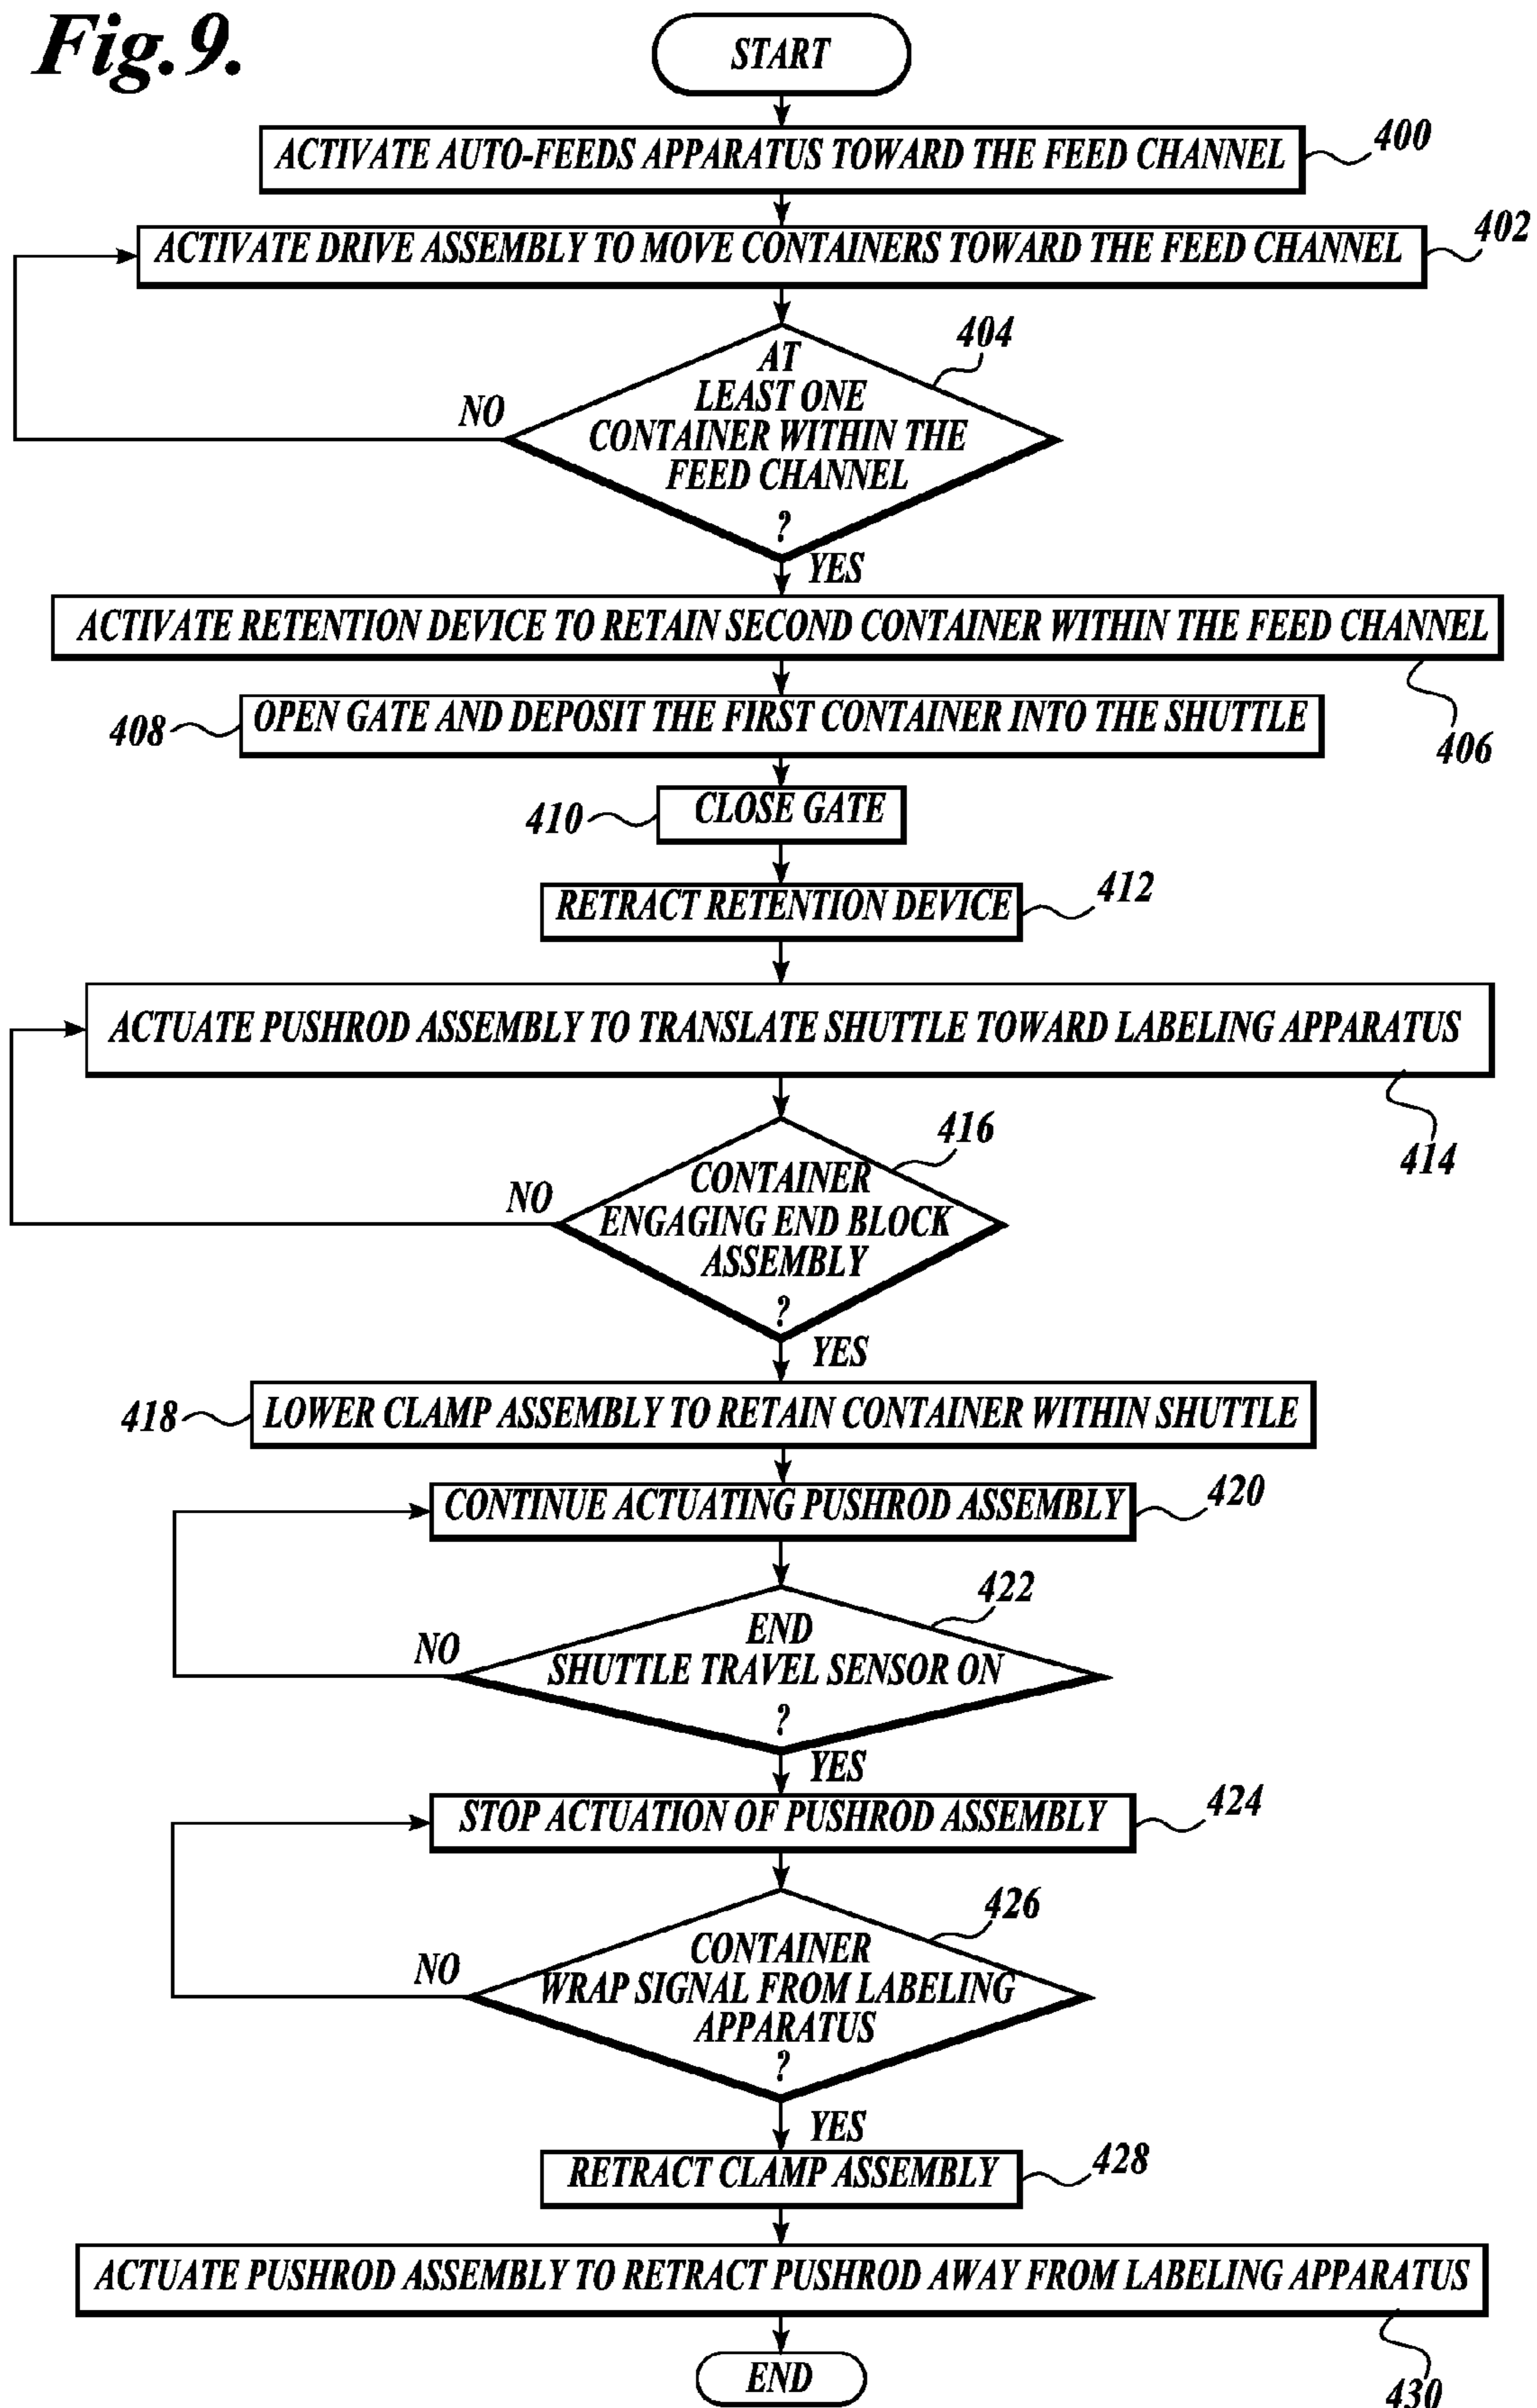 Fig.9.
START
ACTIVATE AUTO-FEEDS APPARATUS TOWARD THE FEED CHANNEL
400
ACTIVATE DRIVE ASSEMBLY TO MOVE CONTAINERS TOWARD THE FEED CHANNEL
402
404
AT
LEAST ONE
CONTAINER WITHIN THE
FEED CHANNEL
?
NO
YES
ACTIVATE RETENTION DEVICE TO RETAIN SECOND CONTAINER WITHIN THE FEED CHANNEL
406
408
OPEN GATE AND DEPOSIT THE FIRST CONTAINER INTO THE SHUTTLE
410
CLOSE GATE
RETRACT RETENTION DEVICE
412
ACTUATE PUSHROD ASSEMBLY TO TRANSLATE SHUTTLE TOWARD LABELING APPARATUS
414
416
CONTAINER
ENGAGING END BLOCK
ASSEMBLY
?
NO
YES
418
LOWER CLAMP ASSEMBLY TO RETAIN CONTAINER WITHIN SHUTTLE
CONTINUE ACTUATING PUSHROD ASSEMBLY
420
422
END
SHUTTLE TRAVEL SENSOR ON
?
NO
YES
STOP ACTUATION OF PUSHROD ASSEMBLY
424
426
CONTAINER
WRAP SIGNAL FROM LABELING
APPARATUS
?
NO
YES
RETRACT CLAMP ASSEMBLY
428
ACTUATE PUSHROD ASSEMBLY TO RETRACT PUSHROD AWAY FROM LABELING APPARATUS
430
END